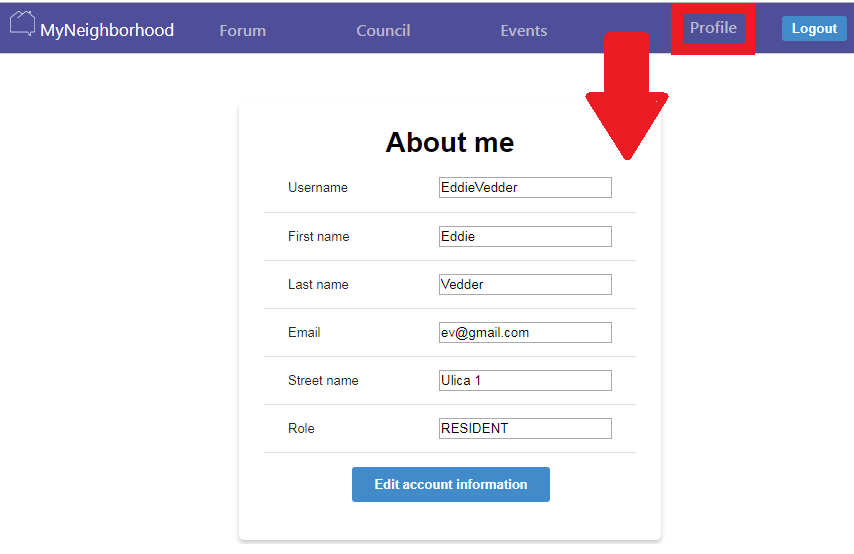 MyNeighborhood Forum Council Events Profile Logout
About me
Username EddieVedder
First name Eddie
Last name Vedder
Email ev@gmail.com
Street name Ulica 1
Role RESIDENT
Edit account information